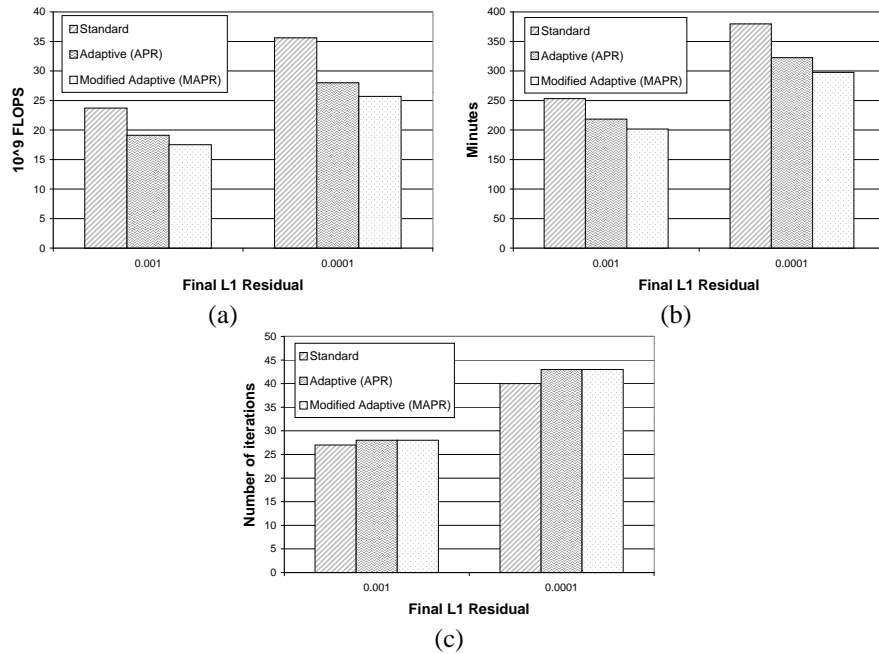 40
35
30
25
20
15
10
5
0
10^9 FLOPS
Standard
Adaptive (APR)
Modified Adaptive (MAPR)
0.001
0.0001
Final L1 Residual
(a)
400
350
300
250
200
150
100
50
0
Minutes
Standard
Adaptive (APR)
Modified Adaptive (MAPR)
0.001
0.0001
Final L1 Residual
(b)
50
45
40
35
30
25
20
15
10
5
0
Number of iterations
Standard
Adaptive (APR)
Modified Adaptive (MAPR)
0.001
0.0001
Final L1 Residual
(c)